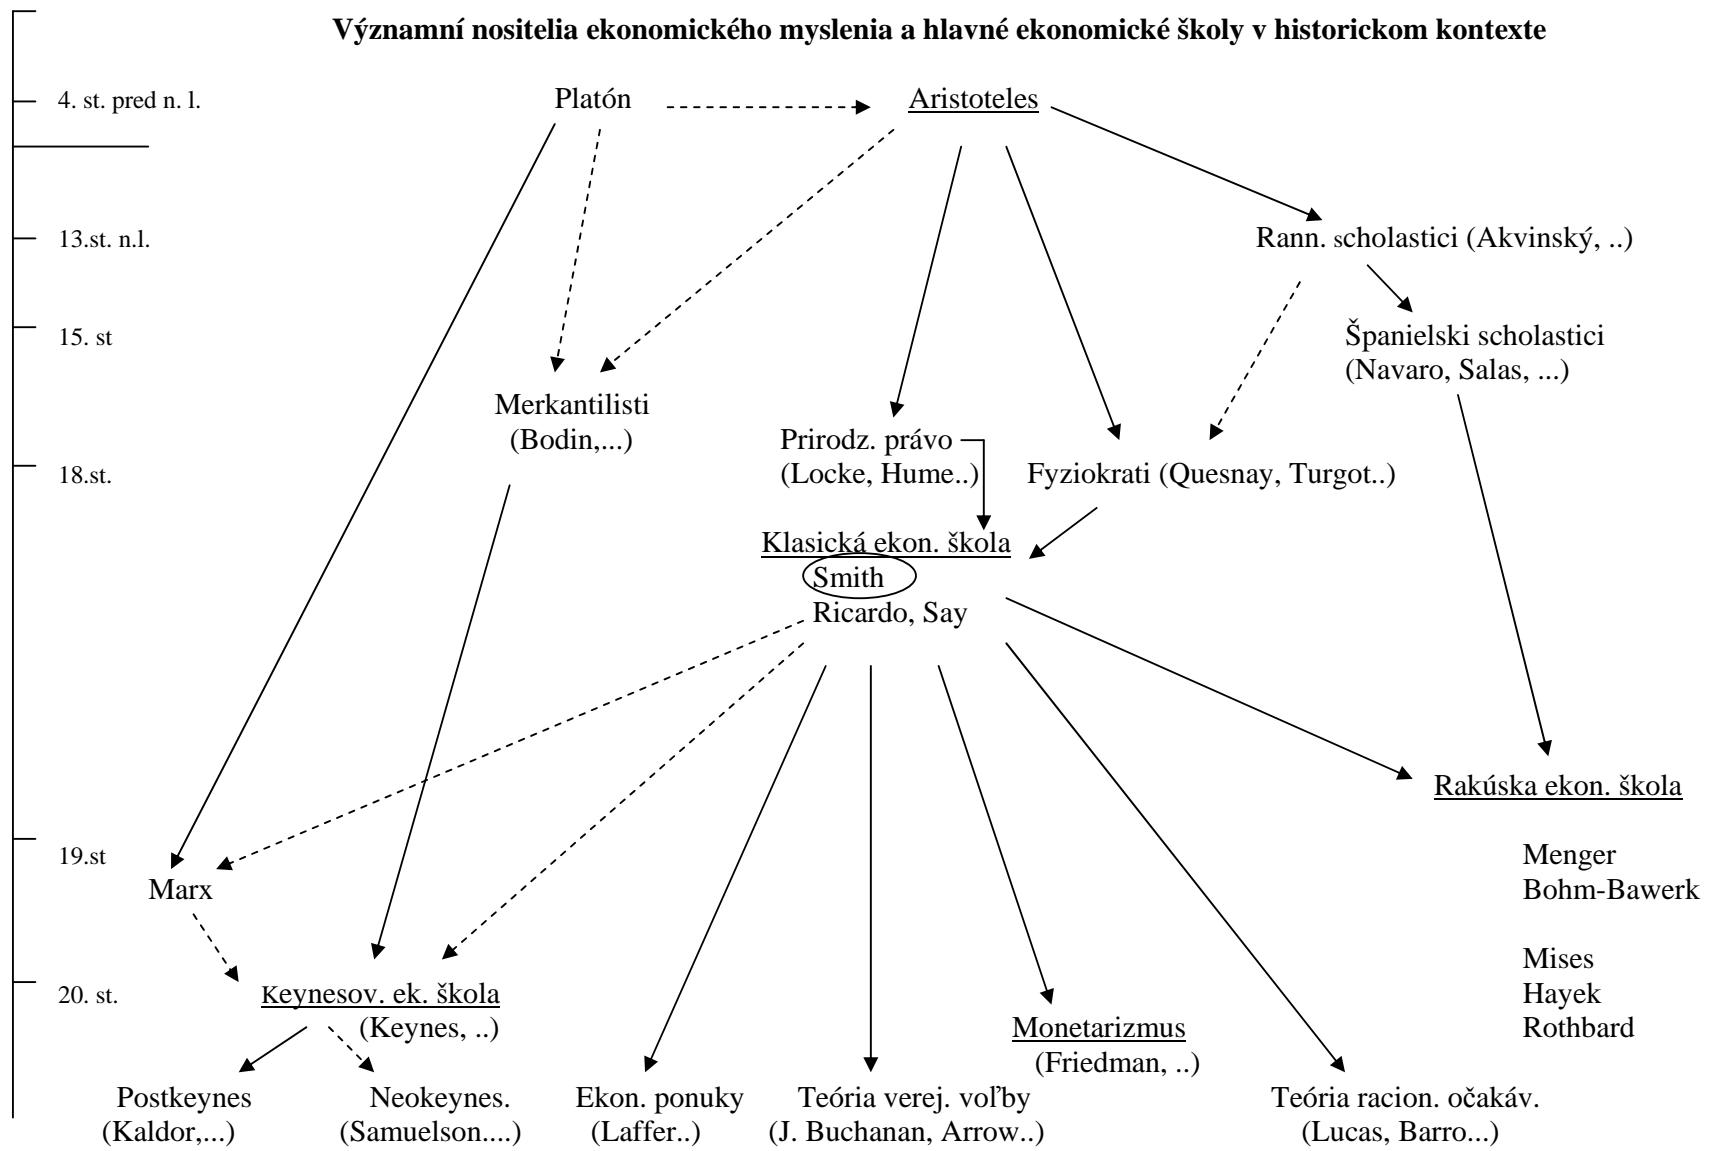 Významní nositelia ekonomického myslenia a hlavné ekonomické školy v historickom kontexte
4. st. pred n. l.
Platón
Aristoteles
13.st. n.l.
Rann. scholastici (Akvinský, ..)
15. st
Španielski scholastici
(Navaro, Salas, ...)
Merkantilisti
(Bodin,...)
Prirodz. právo
(Locke, Hume..)
18.st.
Fyziokrati (Quesnay, Turgot..)
Klasická ekon. škola
Smith
Ricardo, Say
Rakúska ekon. škola
19.st
Marx
Menger
Bohm-Bawerk
Mises
Hayek
Rothbard
20. st.
Keynesov. ek. škola
(Keynes, ..)
Monetarizmus
(Friedman, ..)
Postkeynes
(Kaldor,...)
Neokeynes.
(Samuelson....)
Ekon. ponuky
(Laffer..)
Teória verej. voľby
(J. Buchanan, Arrow..)
Teória racion. očakáv.
(Lucas, Barro...)